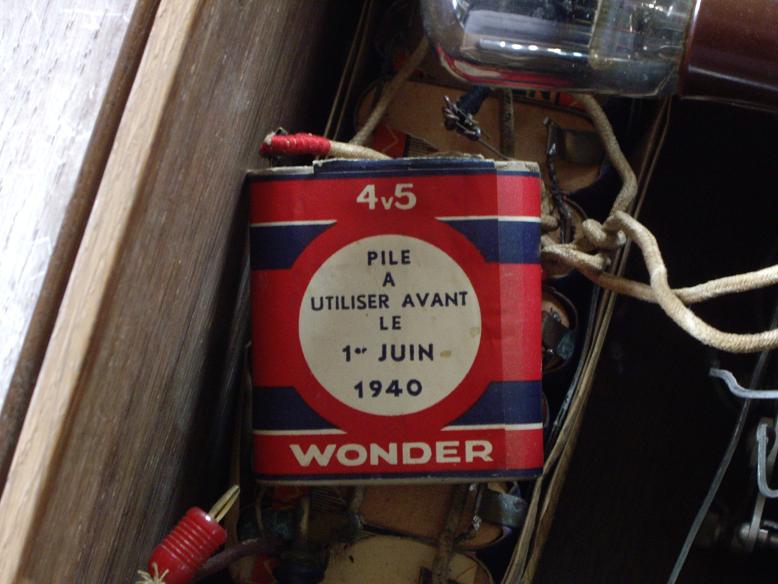 4v5
PILE
A
UTILISER AVANT
LE
1er JUIN
1940
WONDER